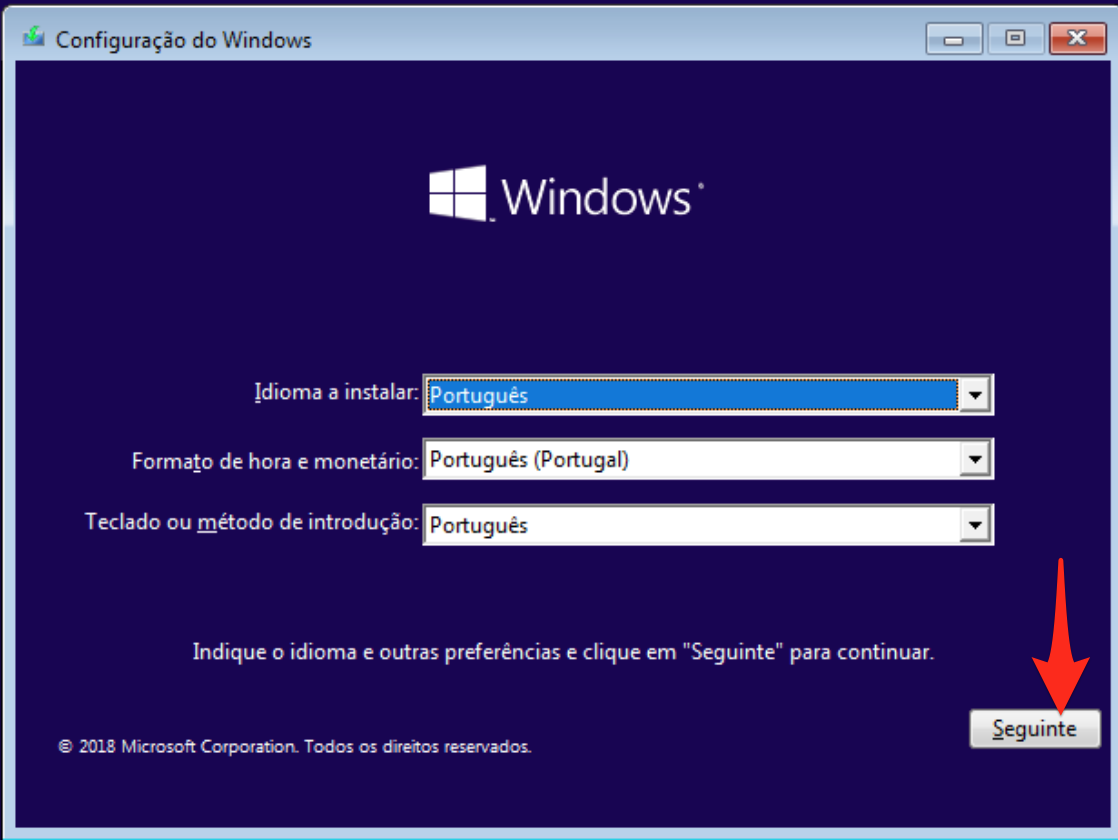 Configuração do Windows
Windows
Idioma a instalar: Português
Formato de hora e monetário: Português (Portugal)
Teclado ou método de introdução: Português
Indique o idioma e outras preferências e clique em "Seguinte" para continuar.
Seguinte
© 2018 Microsoft Corporation. Todos os direitos reservados.